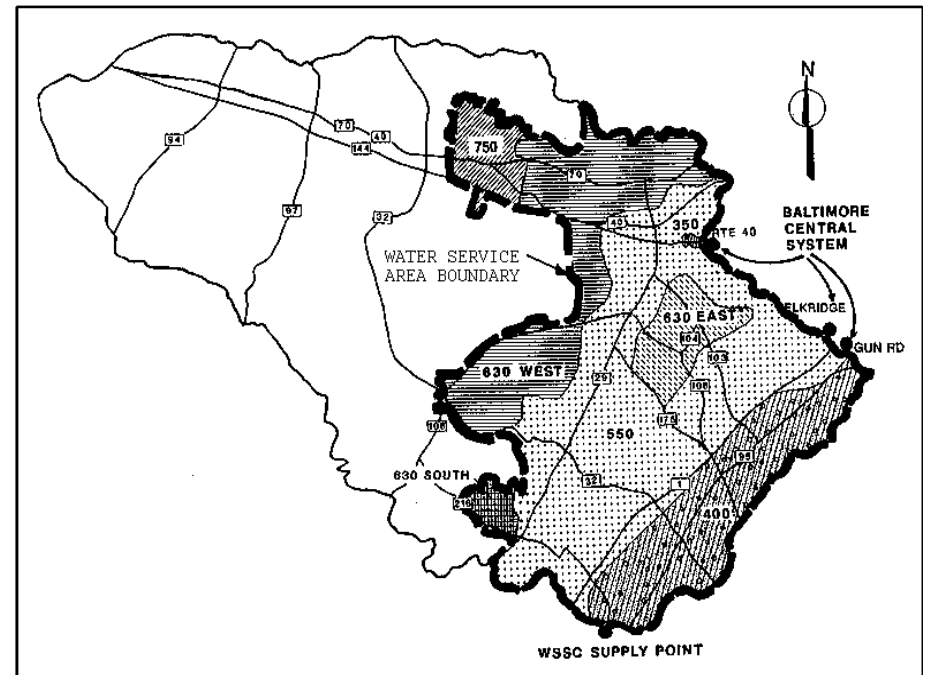 N
94
70
40
144
97
32
750
70
40
350
RTE 40
BALTIMORE
CENTRAL
SYSTEM
WATER SERVICE
AREA BOUNDARY
ELKRIDGE
630 EAST
104
103
GUN RD
630 WEST
29
108
108
175
550
95
630 SOUTH
216
32
1
400
WSSC SUPPLY POINT